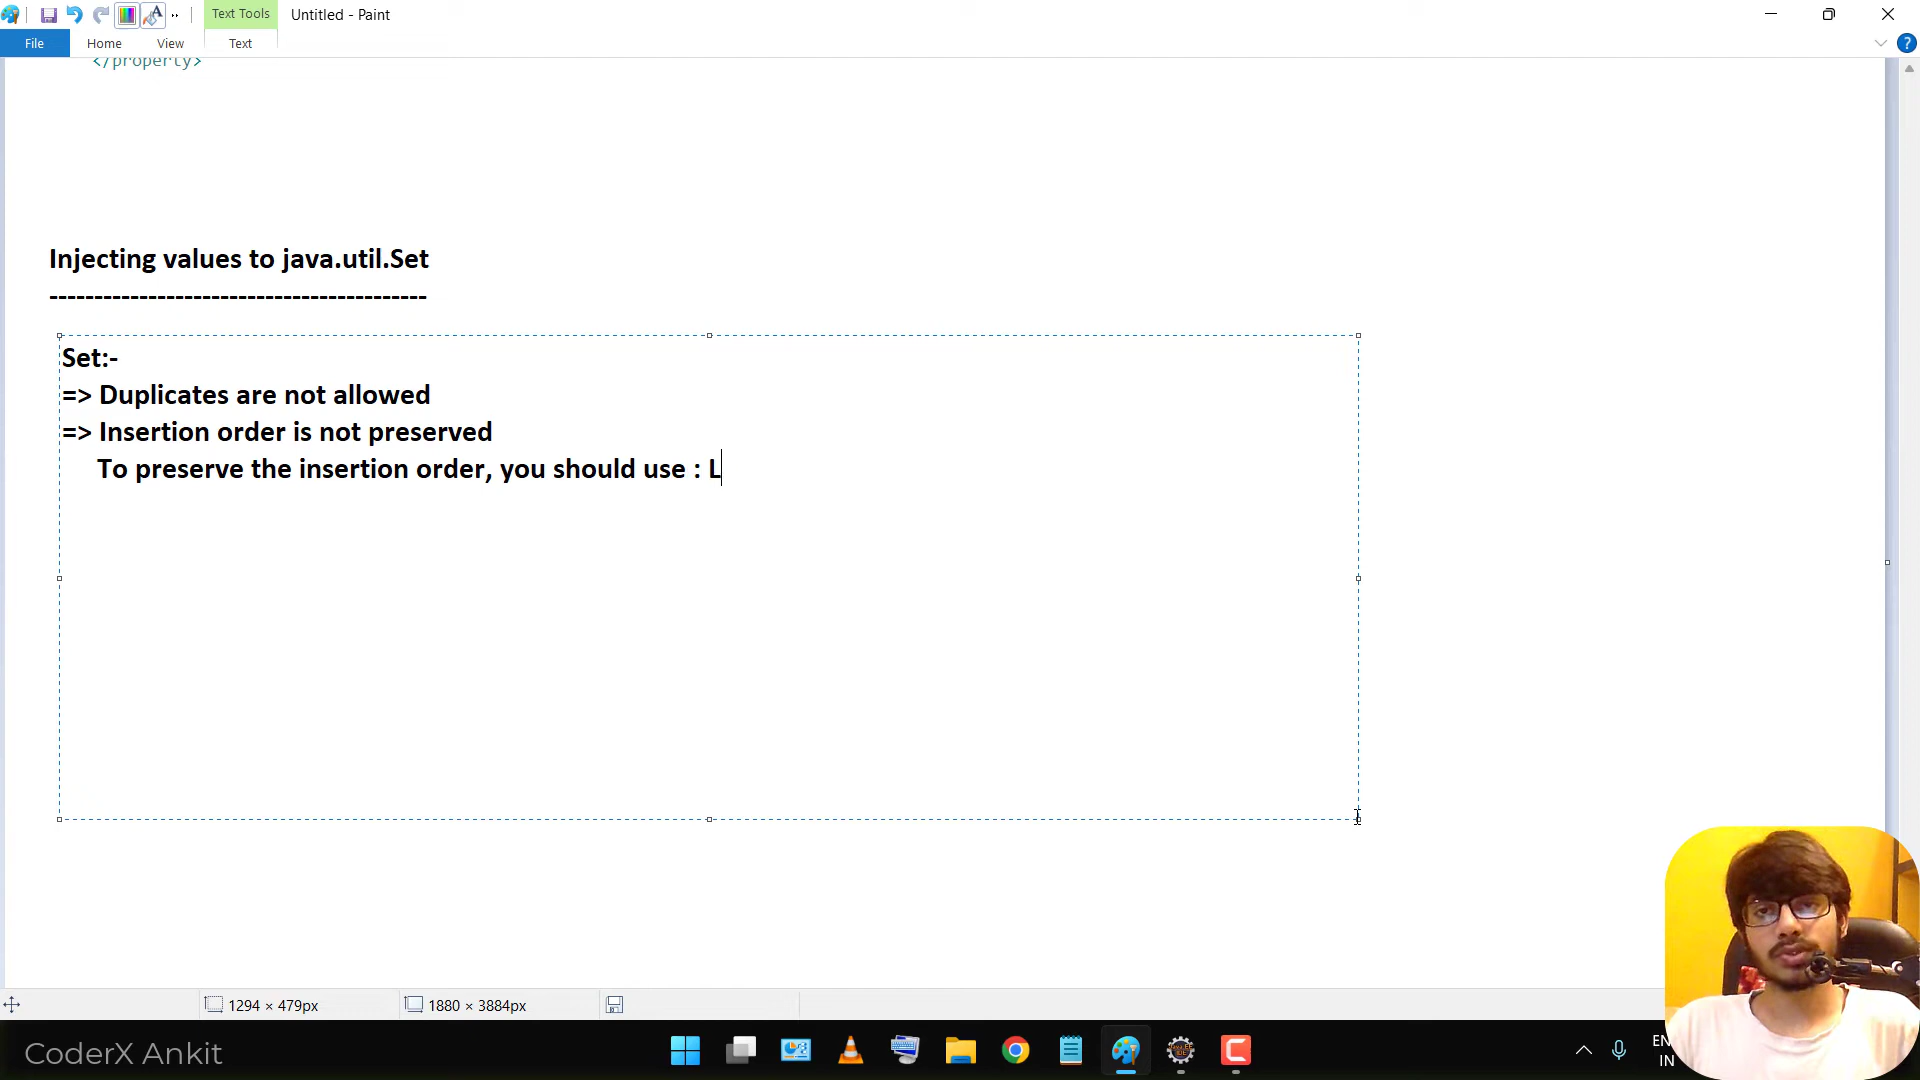 Text Tools
Untitled - Paint
File
Home
View
Text
</property>
Injecting values to java.util.Set
------------------------------------------
Set:-
=> Duplicates are not allowed
=> Insertion order is not preserved
To preserve the insertion order, you should use : L
1294 × 479px
1880 × 3884px
CoderX Ankit
IN